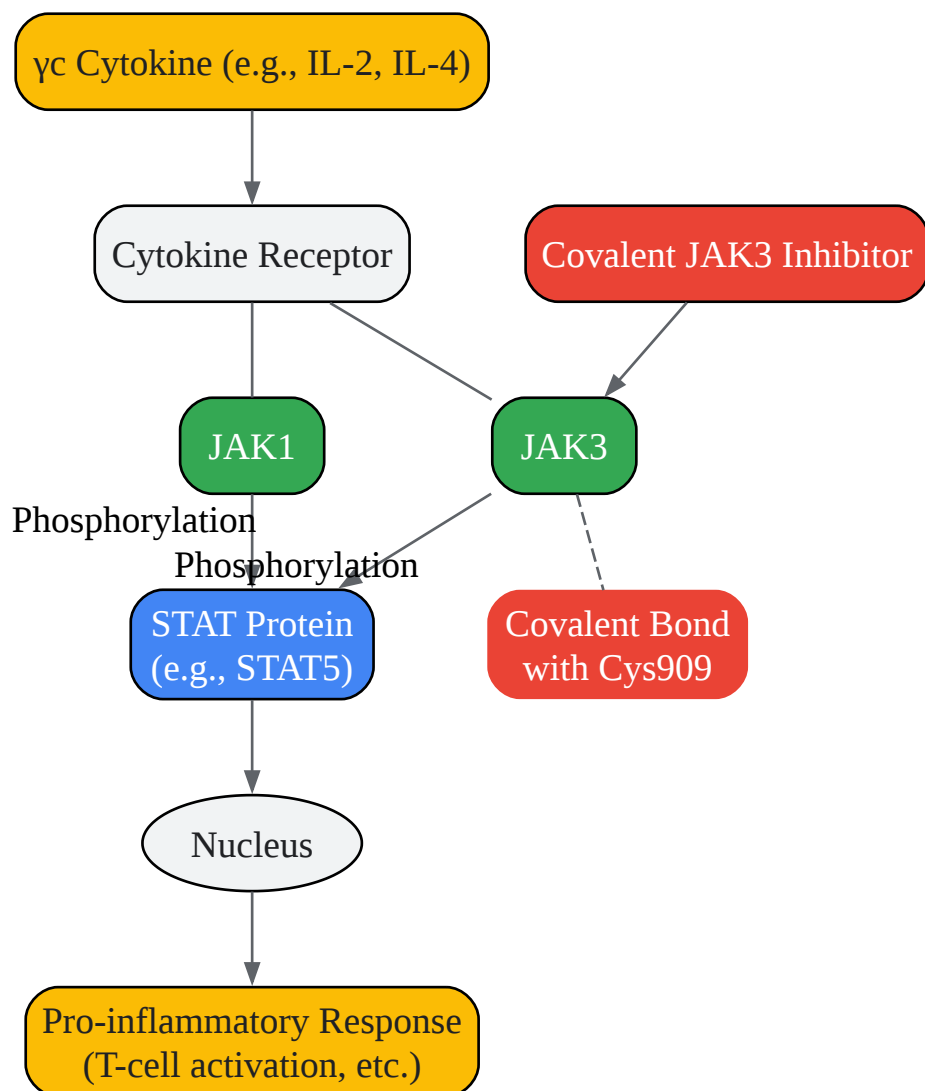 γc Cytokine (e.g., IL-2, IL-4)
Cytokine Receptor
Covalent JAK3 Inhibitor
JAK1
JAK3
Phosphorylation
Phosphorylation
STAT Protein
(e.g., STAT5)
Covalent Bond
with Cys909
Nucleus
Pro-inflammatory Response
(T-cell activation, etc.)